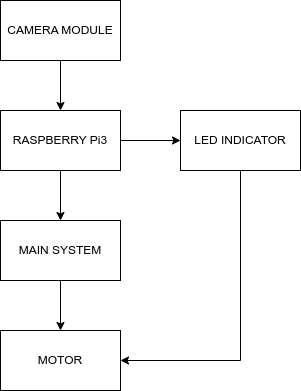 CAMERA MODULE
RASPBERRY Pi3
LED INDICATOR
MAIN SYSTEM
MOTOR